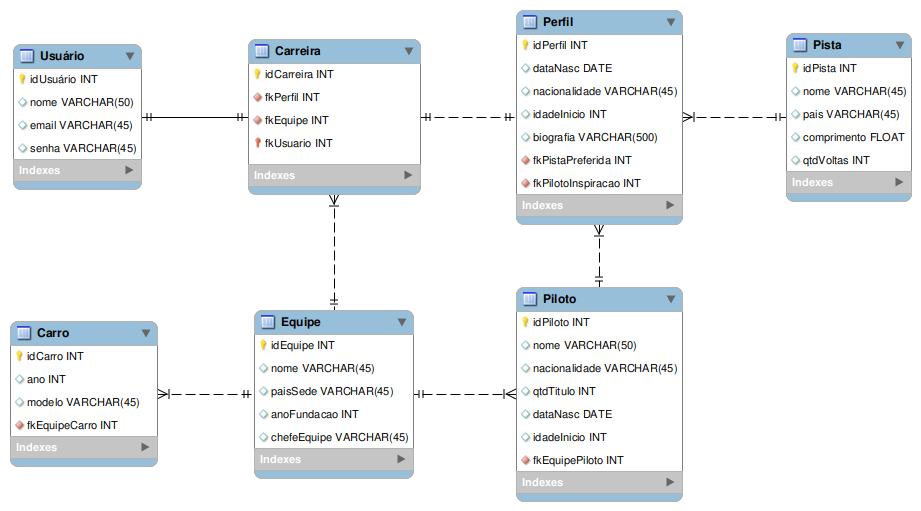 Usuário
idUsuário INT
nome VARCHAR(50)
email VARCHAR(45)
senha VARCHAR(45)
Indexes
Carreira
idCarreira INT
fkPerfil INT
fkEquipe INT
fkUsuario INT
Indexes
Perfil
idPerfil INT
dataNasc DATE
nacionalidade VARCHAR(45)
idadeInicio INT
biografia VARCHAR(500)
fkPistaPreferida INT
fkPilotoInspiracao INT
Indexes
Pista
idPista INT
nome VARCHAR(45)
pais VARCHAR(45)
comprimento FLOAT
qtdVoltas INT
Indexes
Carro
idCarro INT
ano INT
modelo VARCHAR(45)
fkEquipeCarro INT
Indexes
Equipe
idEquipe INT
nome VARCHAR(45)
paisSede VARCHAR(45)
anoFundacao INT
chefeEquipe VARCHAR(45)
Indexes
Piloto
idPiloto INT
nome VARCHAR(50)
nacionalidade VARCHAR(45)
qtdTitulo INT
dataNasc DATE
idadeInicio INT
fkEquipePiloto INT
Indexes